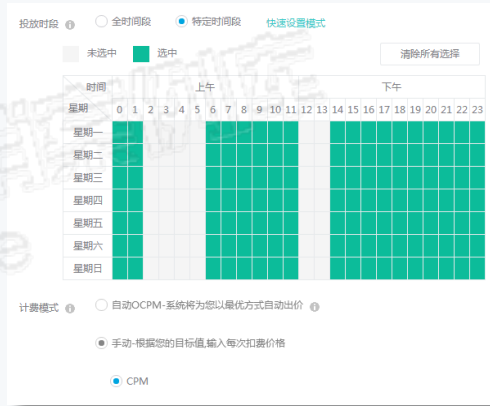 投放时段 全时间段 特定时间段 快速设置模式
未选中 选中 清除所有选择
时间 上午 下午
星期 0 1 2 3 4 5 6 7 8 9 10 11 12 13 14 15 16 17 18 19 20 21 22 23
星期一
星期二
星期三
星期四
星期五
星期六
星期日
计费模式 自动OCPM-系统将为您以最优方式自动出价
手动-根据您的目标值,输入每次扣费价格
CPM